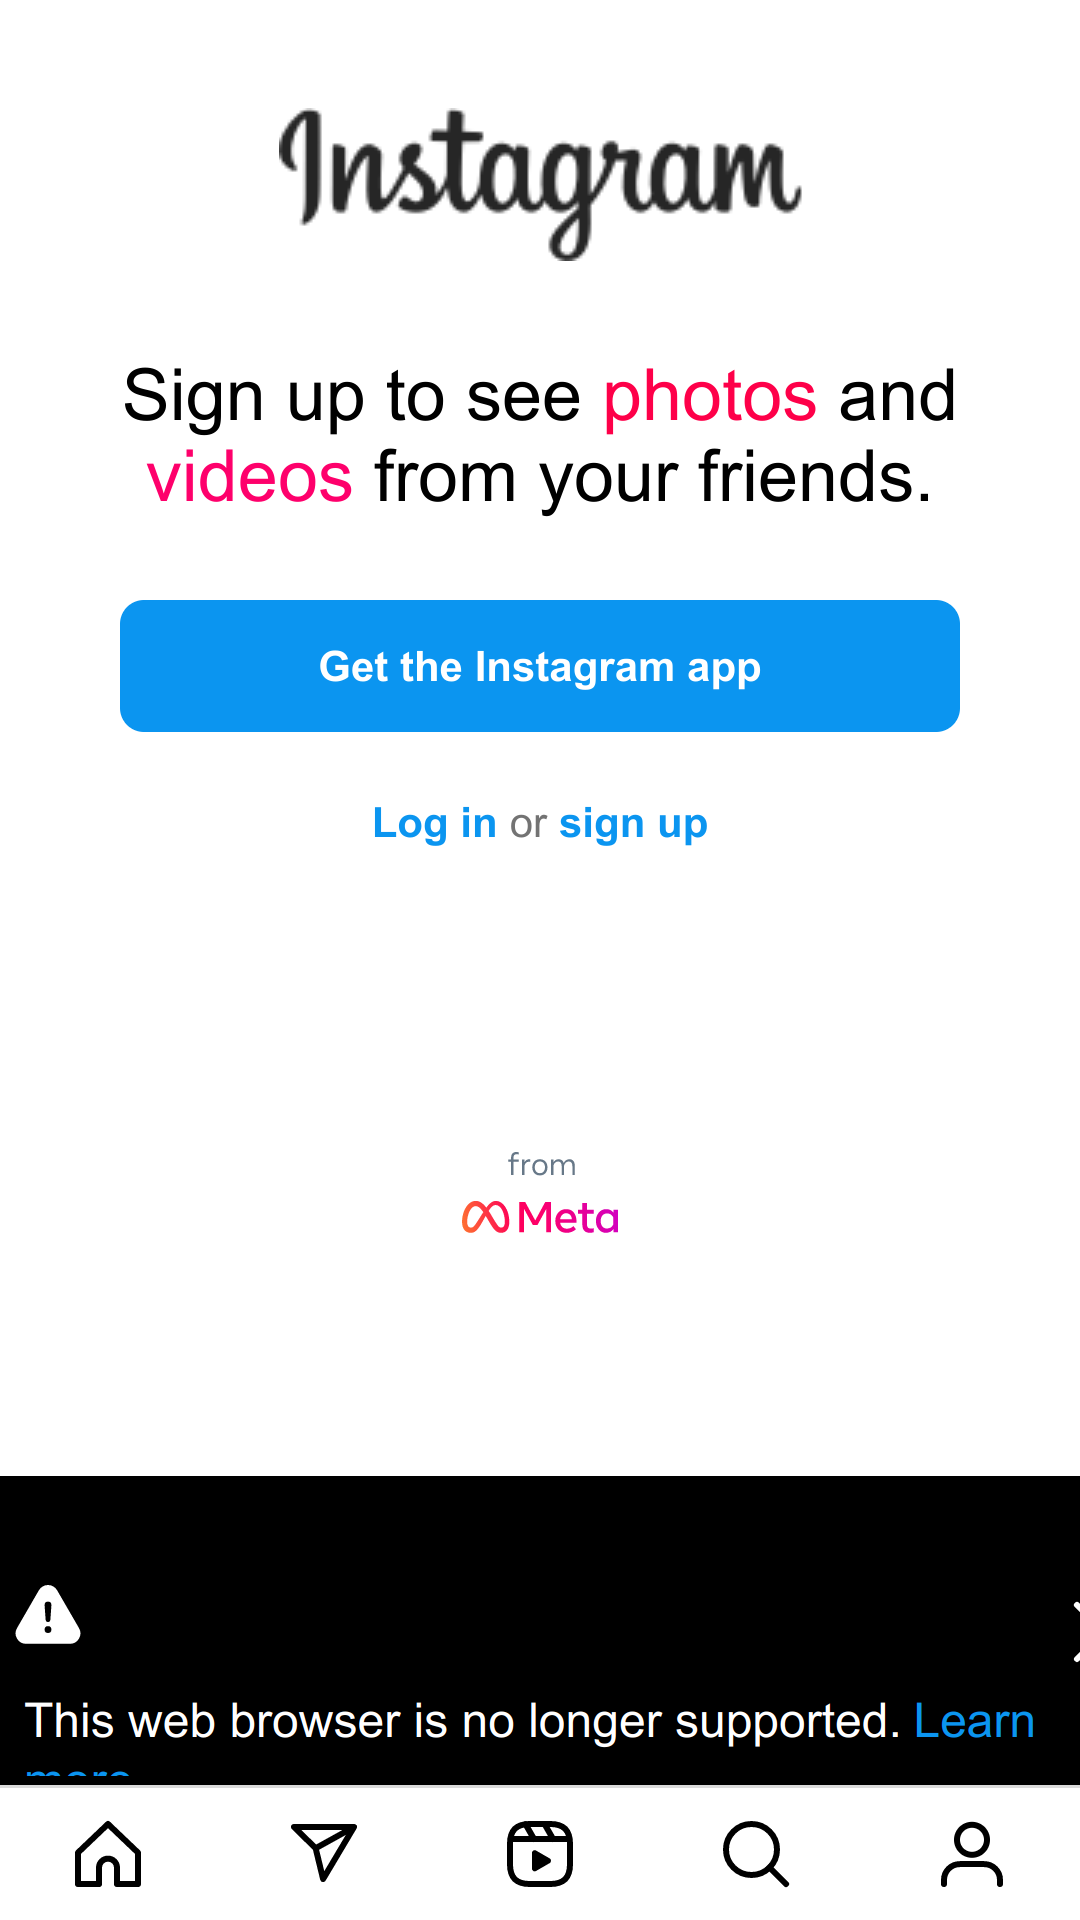 Instagram
Sign up to see photos and
videos from your friends.
Get the Instagram app
Log in or sign up
from
Meta
This web browser is no longer supported. Learn
more